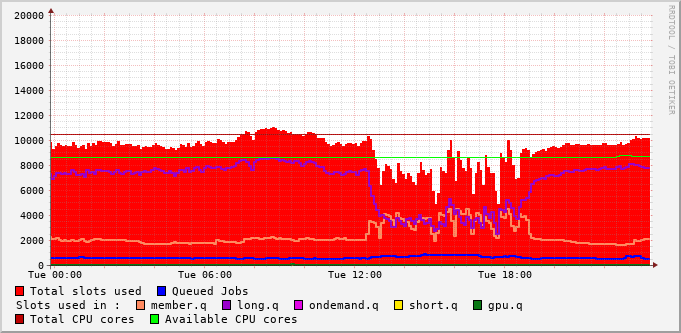 RRDTOOL / TOBI OETIKER
20000
18000
16000
14000
12000
10000
8000
6000
4000
2000
0
Tue 00:00 Tue 06:00 Tue 12:00 Tue 18:00
Total slots used Queued Jobs
Slots used in : member.q long.q ondemand.q short.q gpu.q
Total CPU cores Available CPU cores